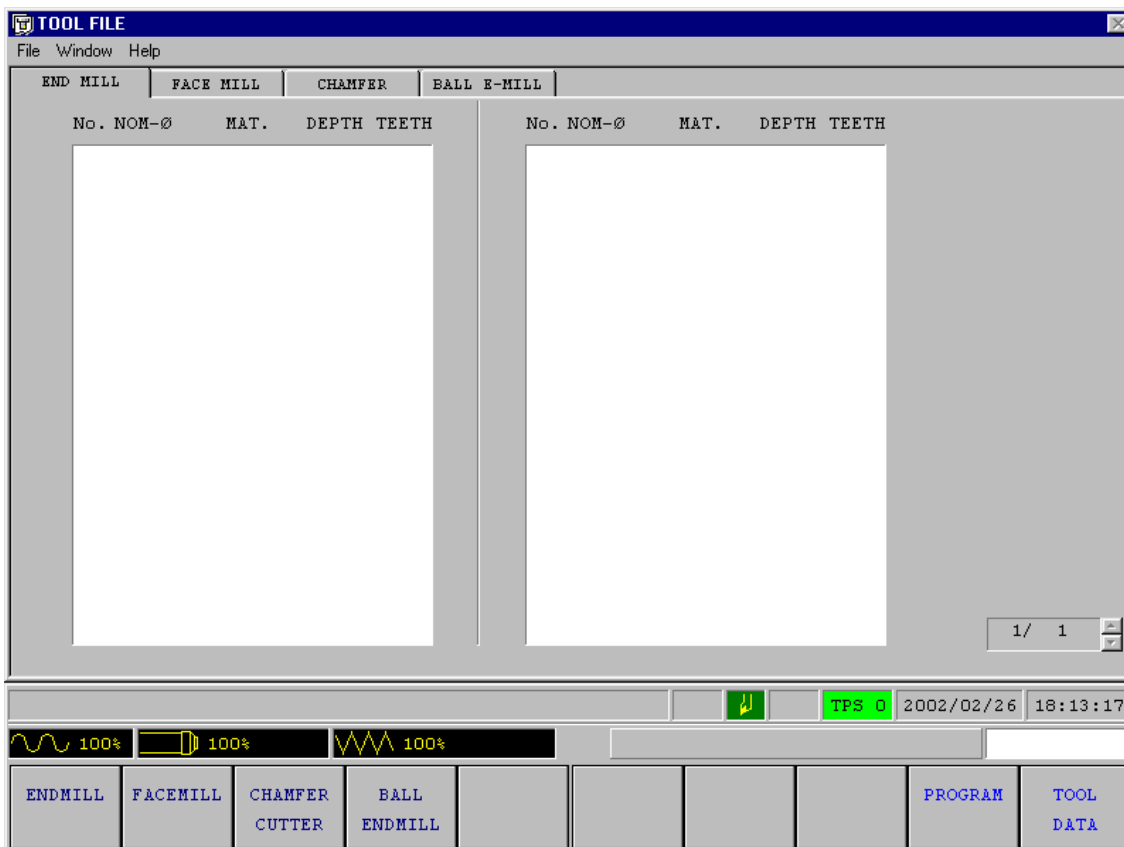 TOOL FILE
File Window Help
END MILL FACE MILL CHAMFER BALL E-MILL
No. NOM-Ø MAT. DEPTH TEETH No. NOM-Ø MAT. DEPTH TEETH
1/ 1
TPS 0 2002/02/26 18:13:17
100% 100% 100%
ENDMILL FACEMILL CHAMFER BALL PROGRAM TOOL
CUTTER ENDMILL DATA